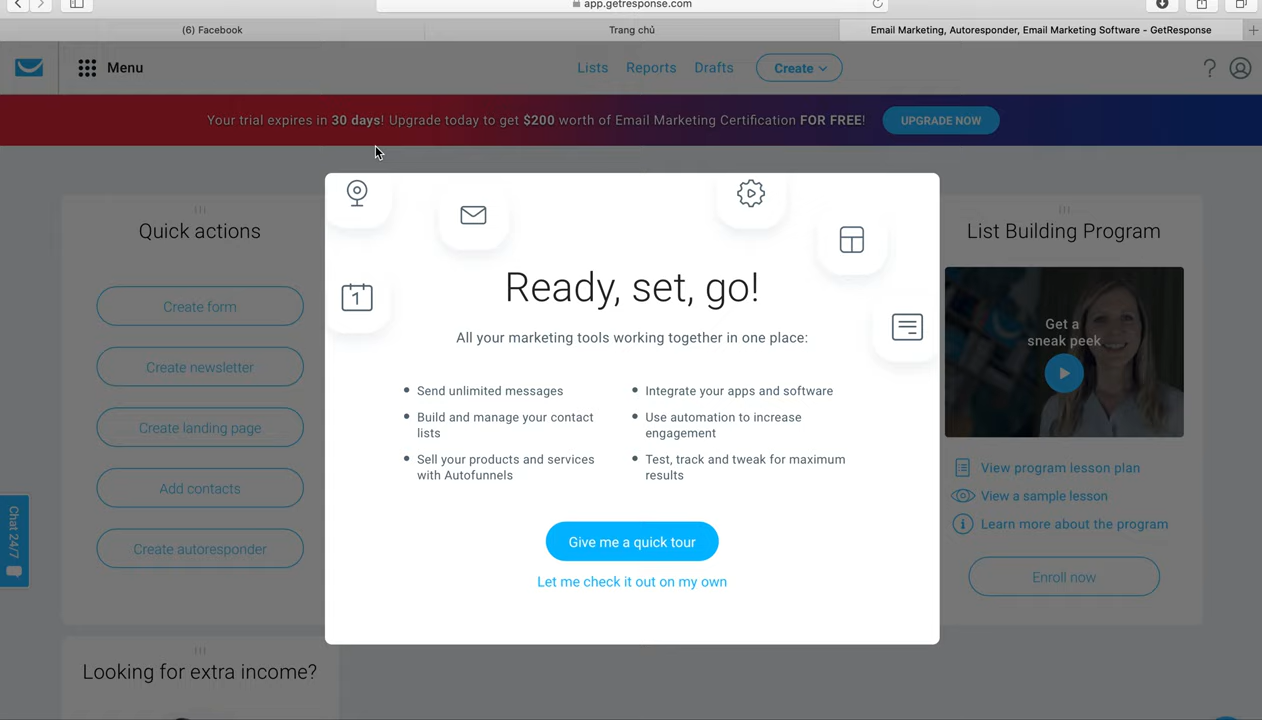 app.getresponse.com
(6) Facebook
Trang chủ
Email Marketing, Autoresponder, Email Marketing Software - GetResponse
Menu
Lists
Reports
Drafts
Create
?
Your trial expires in 30 days! Upgrade today to get $200 worth of Email Marketing Certification FOR FREE!
UPGRADE NOW
Quick actions
Create form
Create newsletter
Create landing page
Add contacts
Create autoresponder
Chat 24/7
Looking for extra income?
1
Ready, set, go!
All your marketing tools working together in one place:
• Send unlimited messages
• Build and manage your contact
lists
• Sell your products and services
with Autofunnels
• Integrate your apps and software
• Use automation to increase
engagement
• Test, track and tweak for maximum
results
Give me a quick tour
Let me check it out on my own
List Building Program
Get a
sneak peek
View program lesson plan
View a sample lesson
Learn more about the program
Enroll now